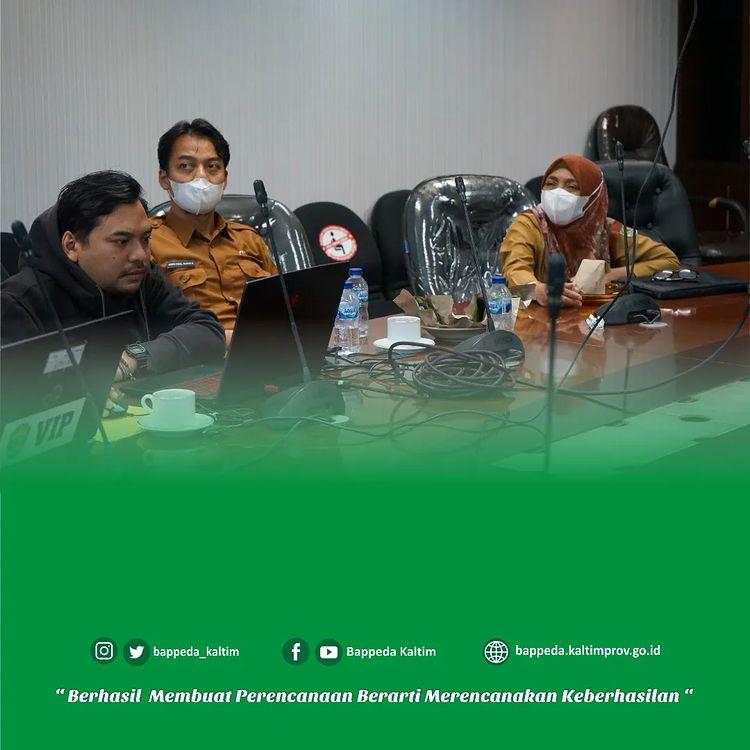 VIP
bappeda_kaltim
Bappeda Kaltim
bappeda.kaltimprov.go.id
“ Berhasil Membuat Perencanaan Berarti Merencanakan Keberhasilan “